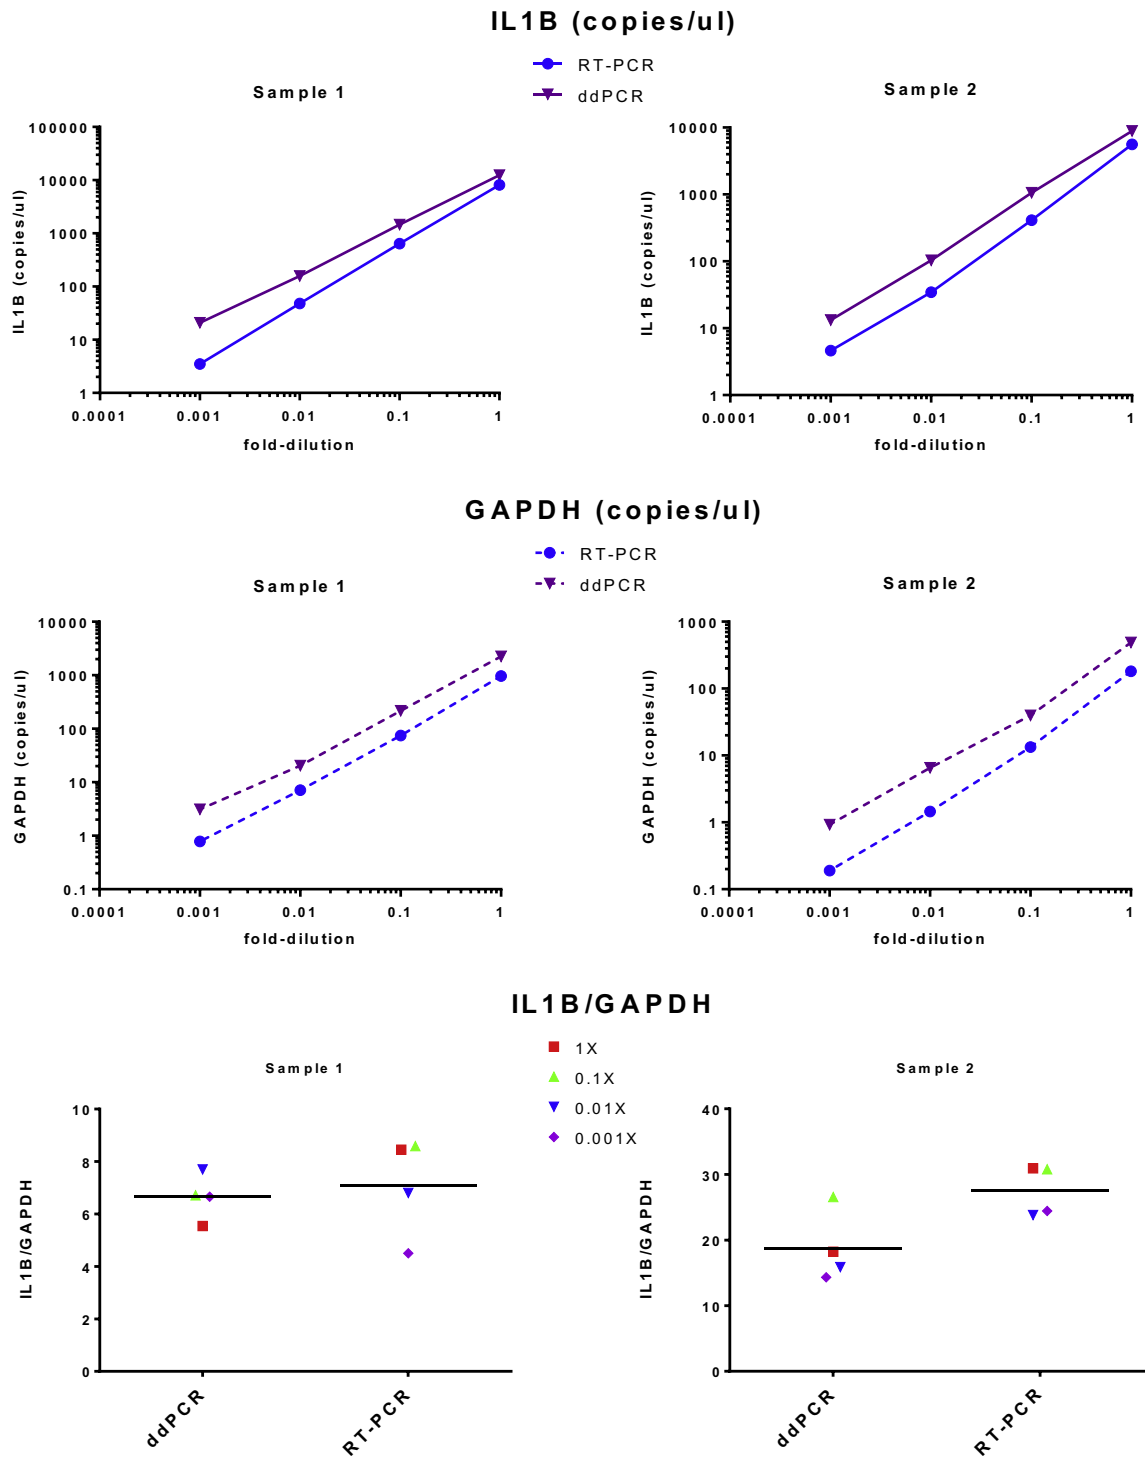 IL1B (copies/ul)
RT-PCR
ddPCR
Sample 1
100000
10000
1000
100
10
1
IL1B (copies/ul)
0.0001 0.001 0.01 0.1 1
fold-dilution
Sample 2
10000
1000
100
10
1
IL1B (copies/ul)
0.0001 0.001 0.01 0.1 1
fold-dilution
GAPDH (copies/ul)
RT-PCR
ddPCR
Sample 1
10000
1000
100
10
1
0.1
GAPDH (copies/ul)
0.0001 0.001 0.01 0.1 1
fold-dilution
Sample 2
1000
100
10
1
0.1
GAPDH (copies/ul)
0.0001 0.001 0.01 0.1 1
fold-dilution
IL1B/GAPDH
1X
0.1X
0.01X
0.001X
Sample 1
10
8
6
4
2
0
IL1B/GAPDH
ddPCR
RT-PCR
Sample 2
40
30
20
10
0
IL1B/GAPDH
ddPCR
RT-PCR